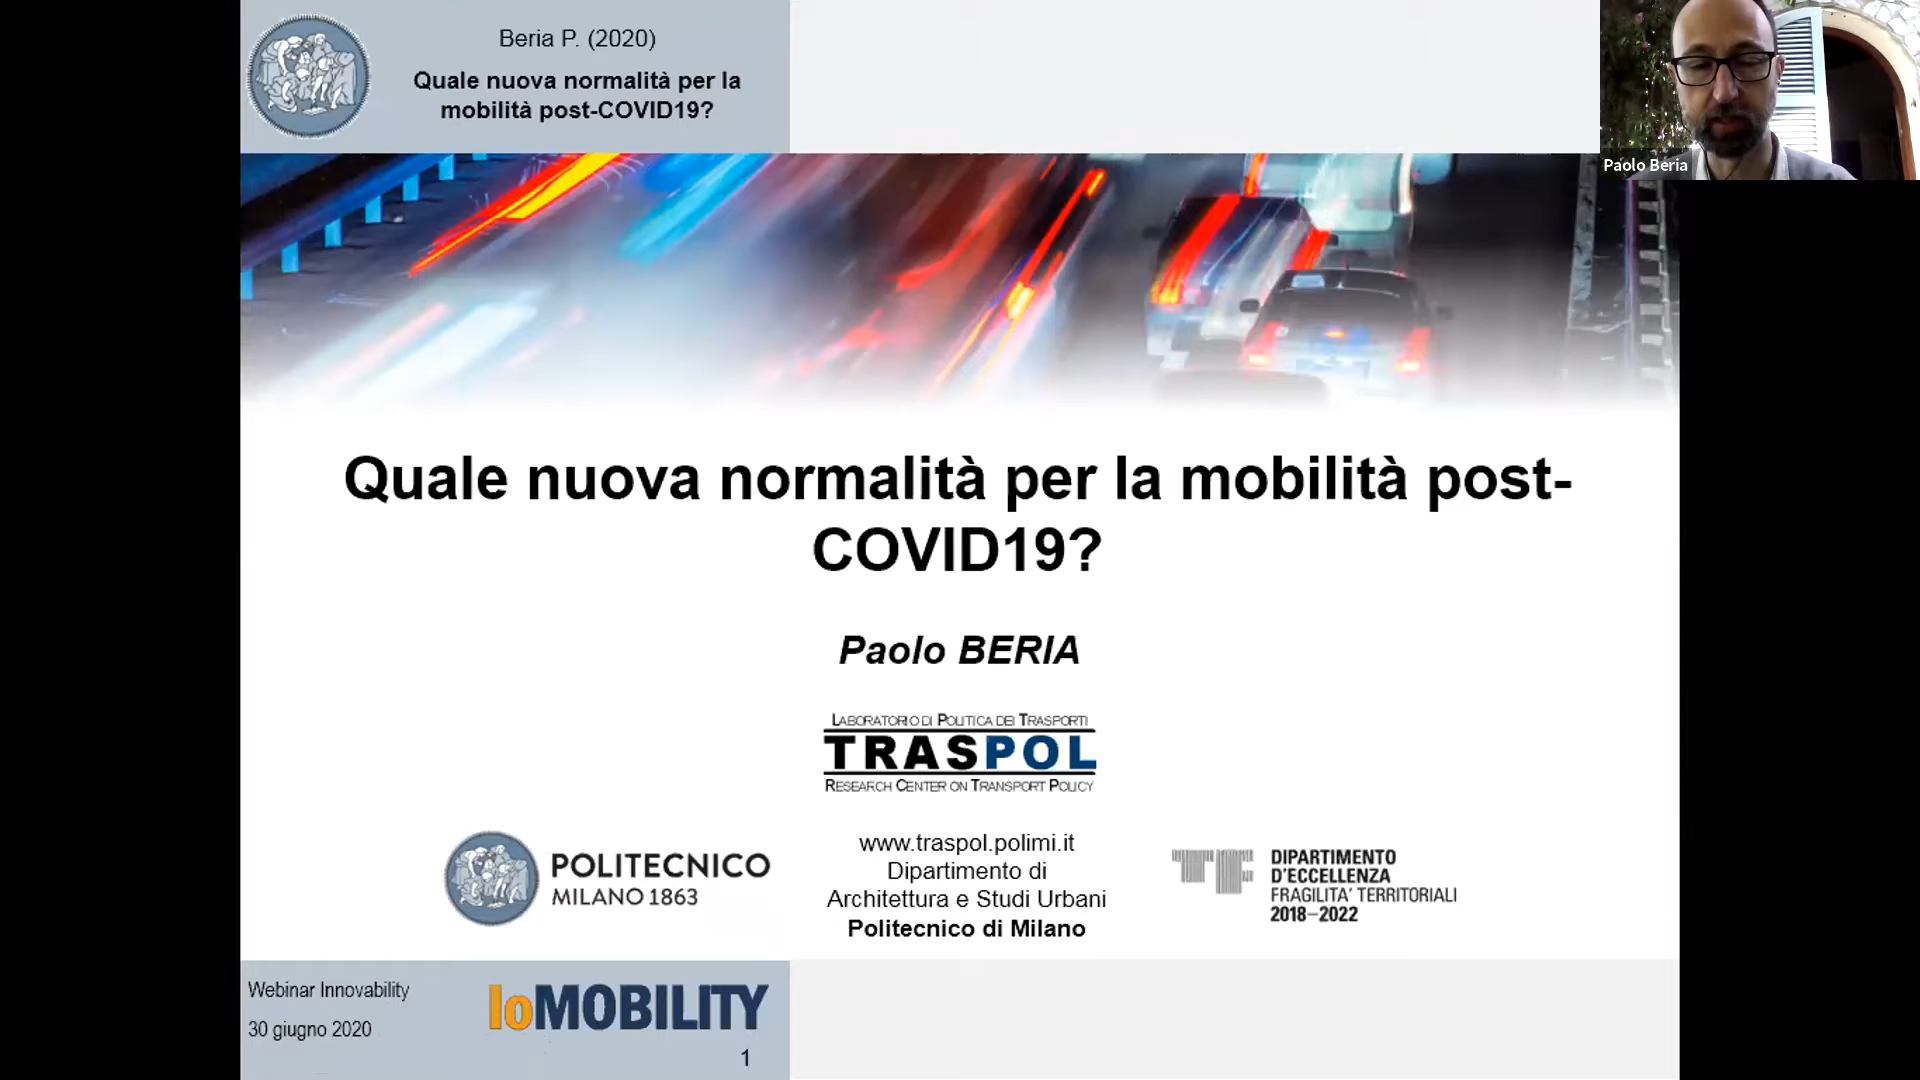 Beria P. (2020)
Quale nuova normalità per la
mobilità post-COVID19?
Paolo Beria
Quale nuova normalità per la mobilità post-
COVID19?
Paolo BERIA
LABORATORIO DI POLITICA DEI TRASPORTI
TRASPOL
RESEARCH CENTER ON TRANSPORT POLICY
POLITECNICO
MILANO 1863
www.traspol.polimi.it
Dipartimento di
Architettura e Studi Urbani
Politecnico di Milano
DIPARTIMENTO
D'ECCELLENZA
FRAGILITA' TERRITORIALI
2018–2022
Webinar Innovability
30 giugno 2020
IoMOBILITY
1